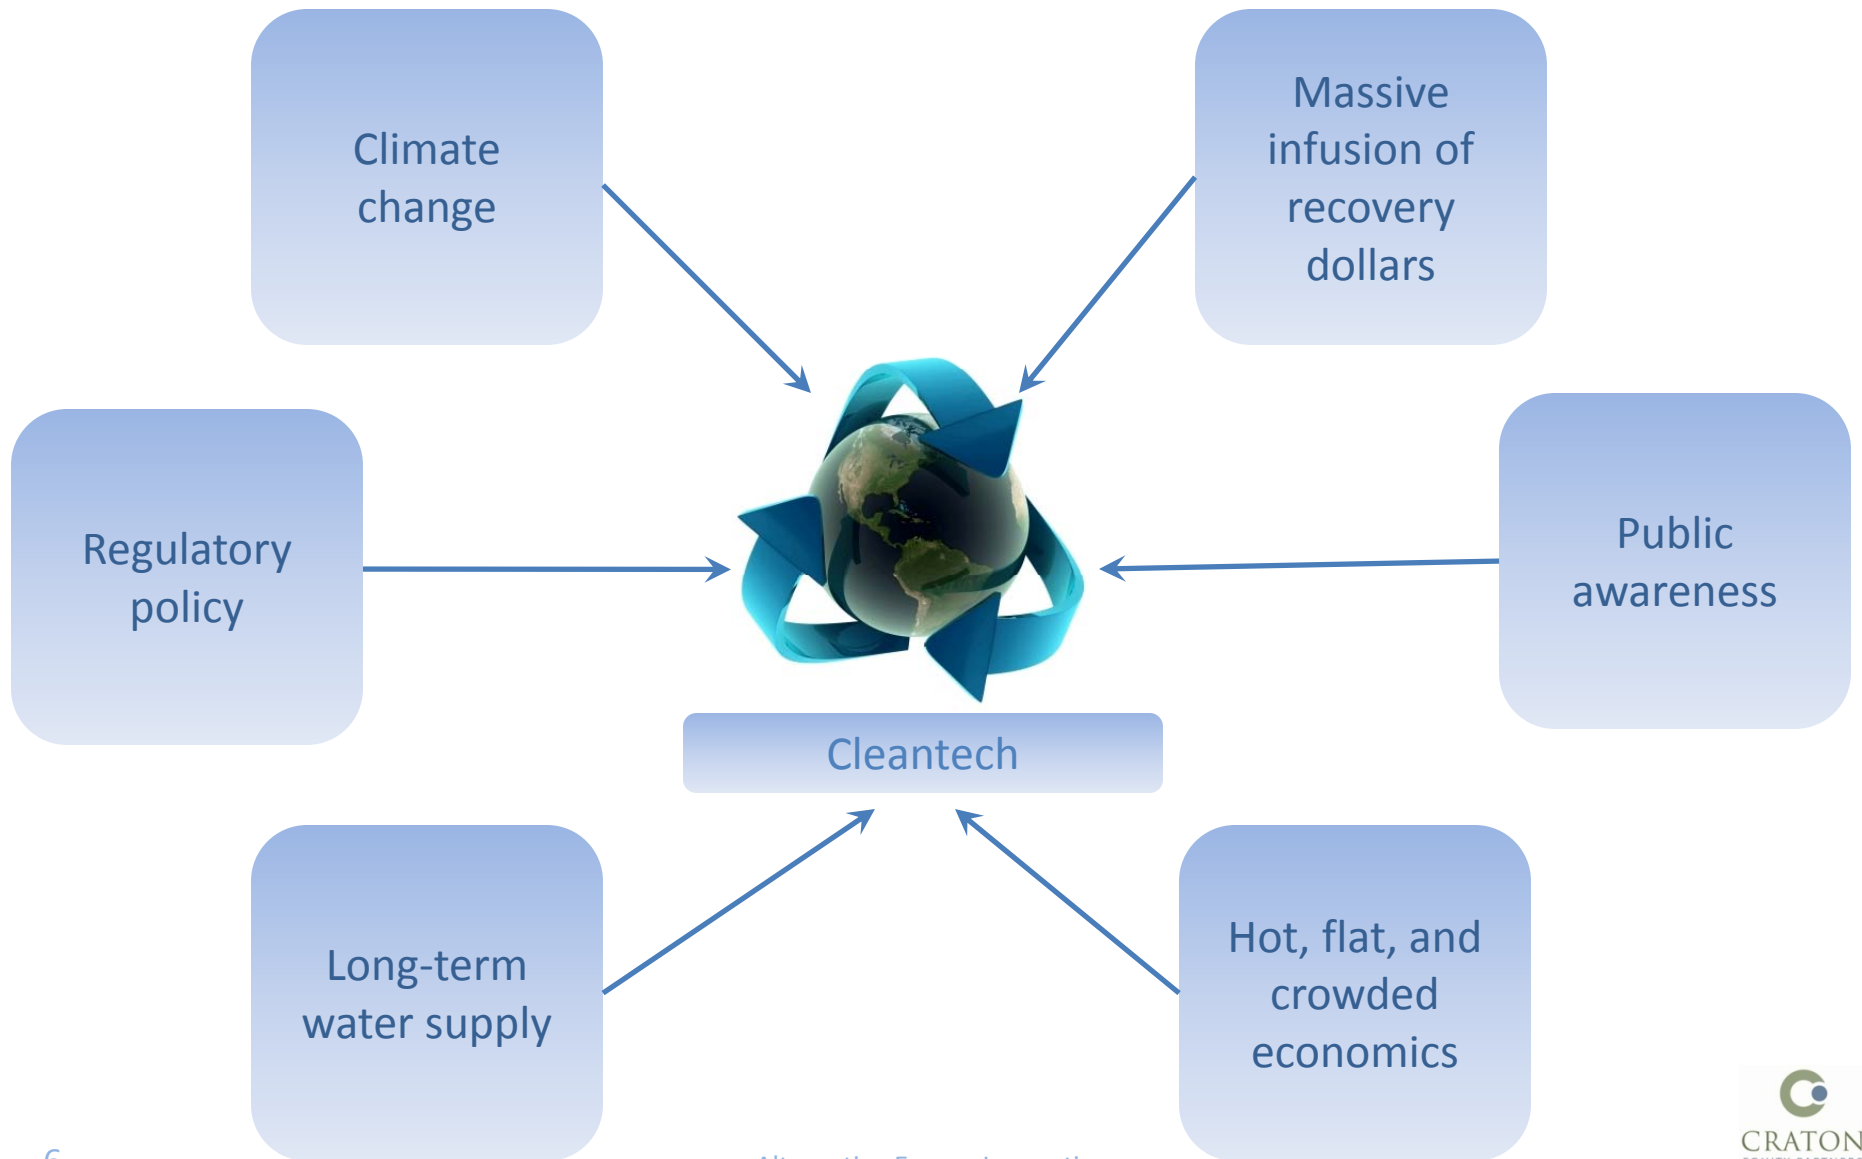 Climate
change
Massive
infusion of
recovery
dollars
Regulatory
policy
Public
awareness
Cleantech
Long-term
water supply
Hot, flat, and
crowded
economics
CRATON
6